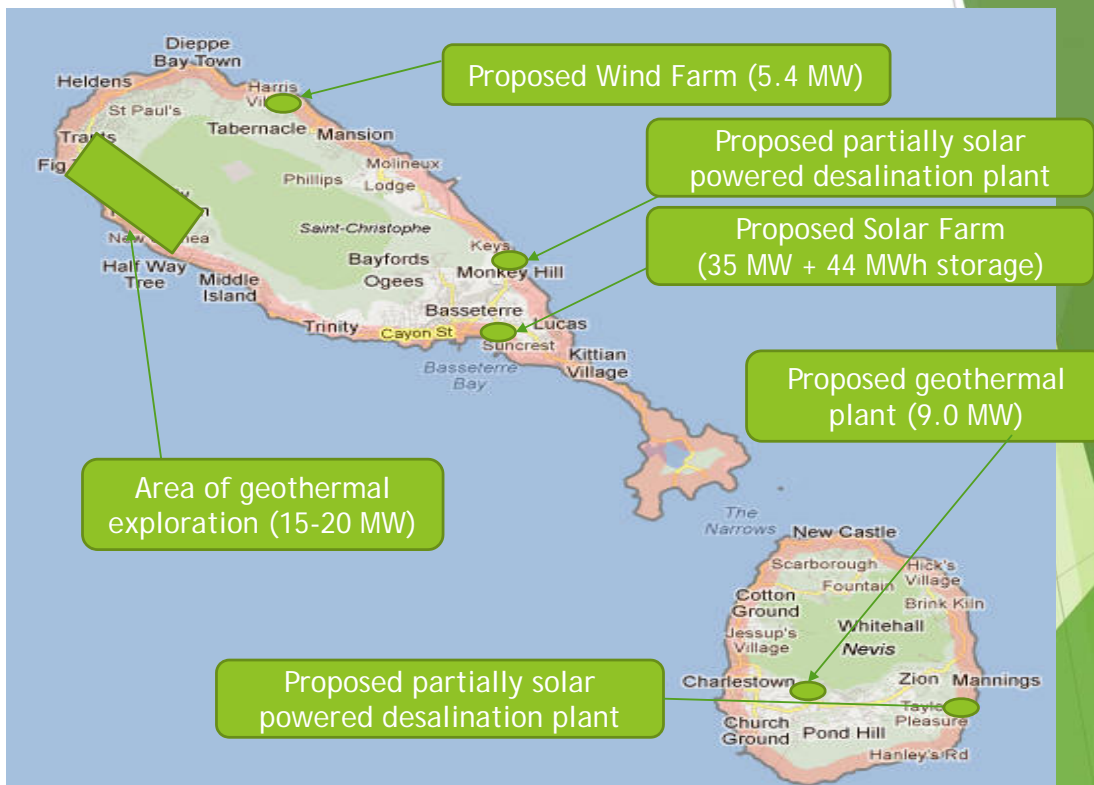 Dieppe
Bay Town
Heldens
Harris
St Paul's
Tabernacle
Mansion
Proposed Wind Farm (5.4 MW)
Proposed partially solar
powered desalination plant
Proposed Solar Farm
(35 MW + 44 MWh storage)
Fig
Molineux
Lodge
Phillips
Saint-Christophe
Keys
Bayfords
Monkey Hill
Ogees
Half Way
Tree
Middle
Island
Basseterre
Trinity
Cayon St
Lucas
Suncrest
Basseterre
Bay
Kittian
Village
Proposed geothermal
plant (9.0 MW)
Area of geothermal
exploration (15-20 MW)
The
Narrows
New Castle
Scarborough
Hick's
Village
Fountain
Cotton
Ground
Brink Kiln
Whitehall
Jessup's
Village
Nevis
Charlestown
Zion
Mannings
Pleasure
Proposed partially solar
powered desalination plant
Church
Ground
Pond Hill
Hanley's Rd